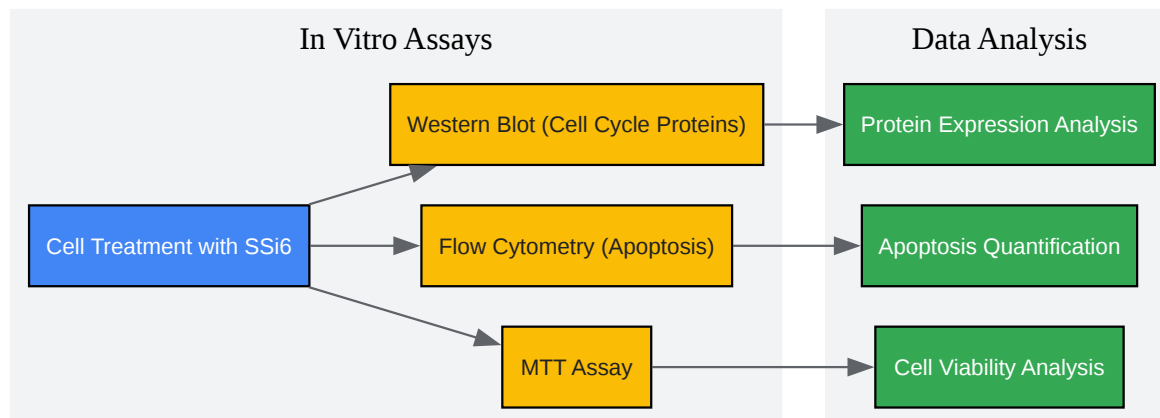 In Vitro Assays
Data Analysis
Western Blot (Cell Cycle Proteins)
Protein Expression Analysis
Cell Treatment with SSi6
Flow Cytometry (Apoptosis)
Apoptosis Quantification
MTT Assay
Cell Viability Analysis